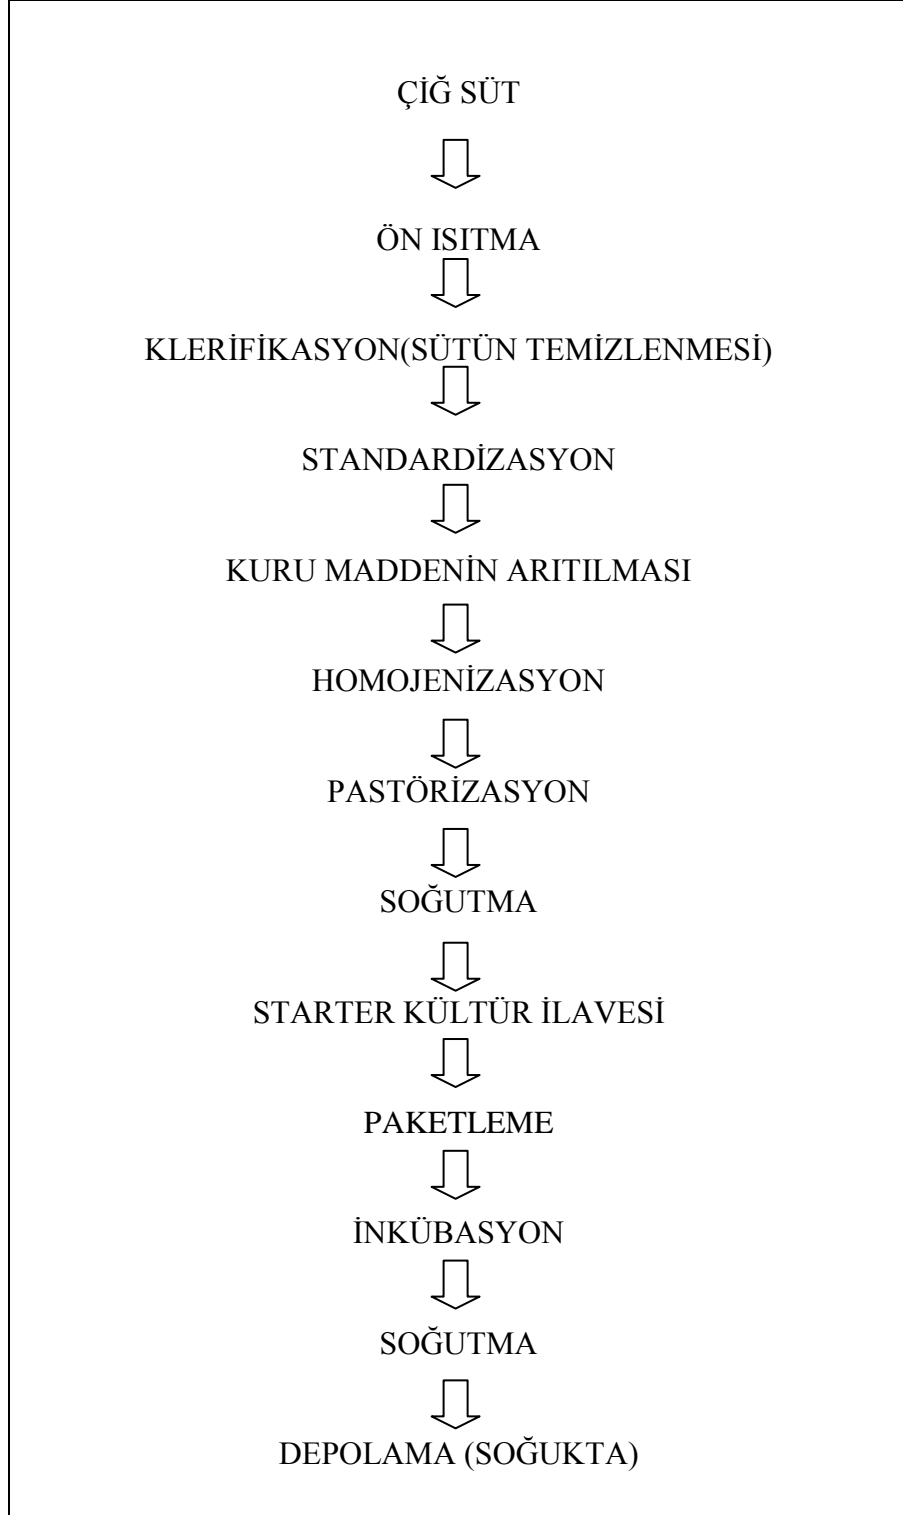 ÇİĞ SÜT
ÖN ISITMA
KLERİFİKASYON(SÜTÜN TEMİZLENMESİ)
STANDARDİZASYON
KURU MADDENİN ARITILMASI
HOMOJENİZASYON
PASTÖRİZASYON
SOĞUTMA
STARTER KÜLTÜR İLAVESİ
PAKETLEME
İNKÜBASYON
SOĞUTMA
DEPOLAMA (SOĞUKTA)